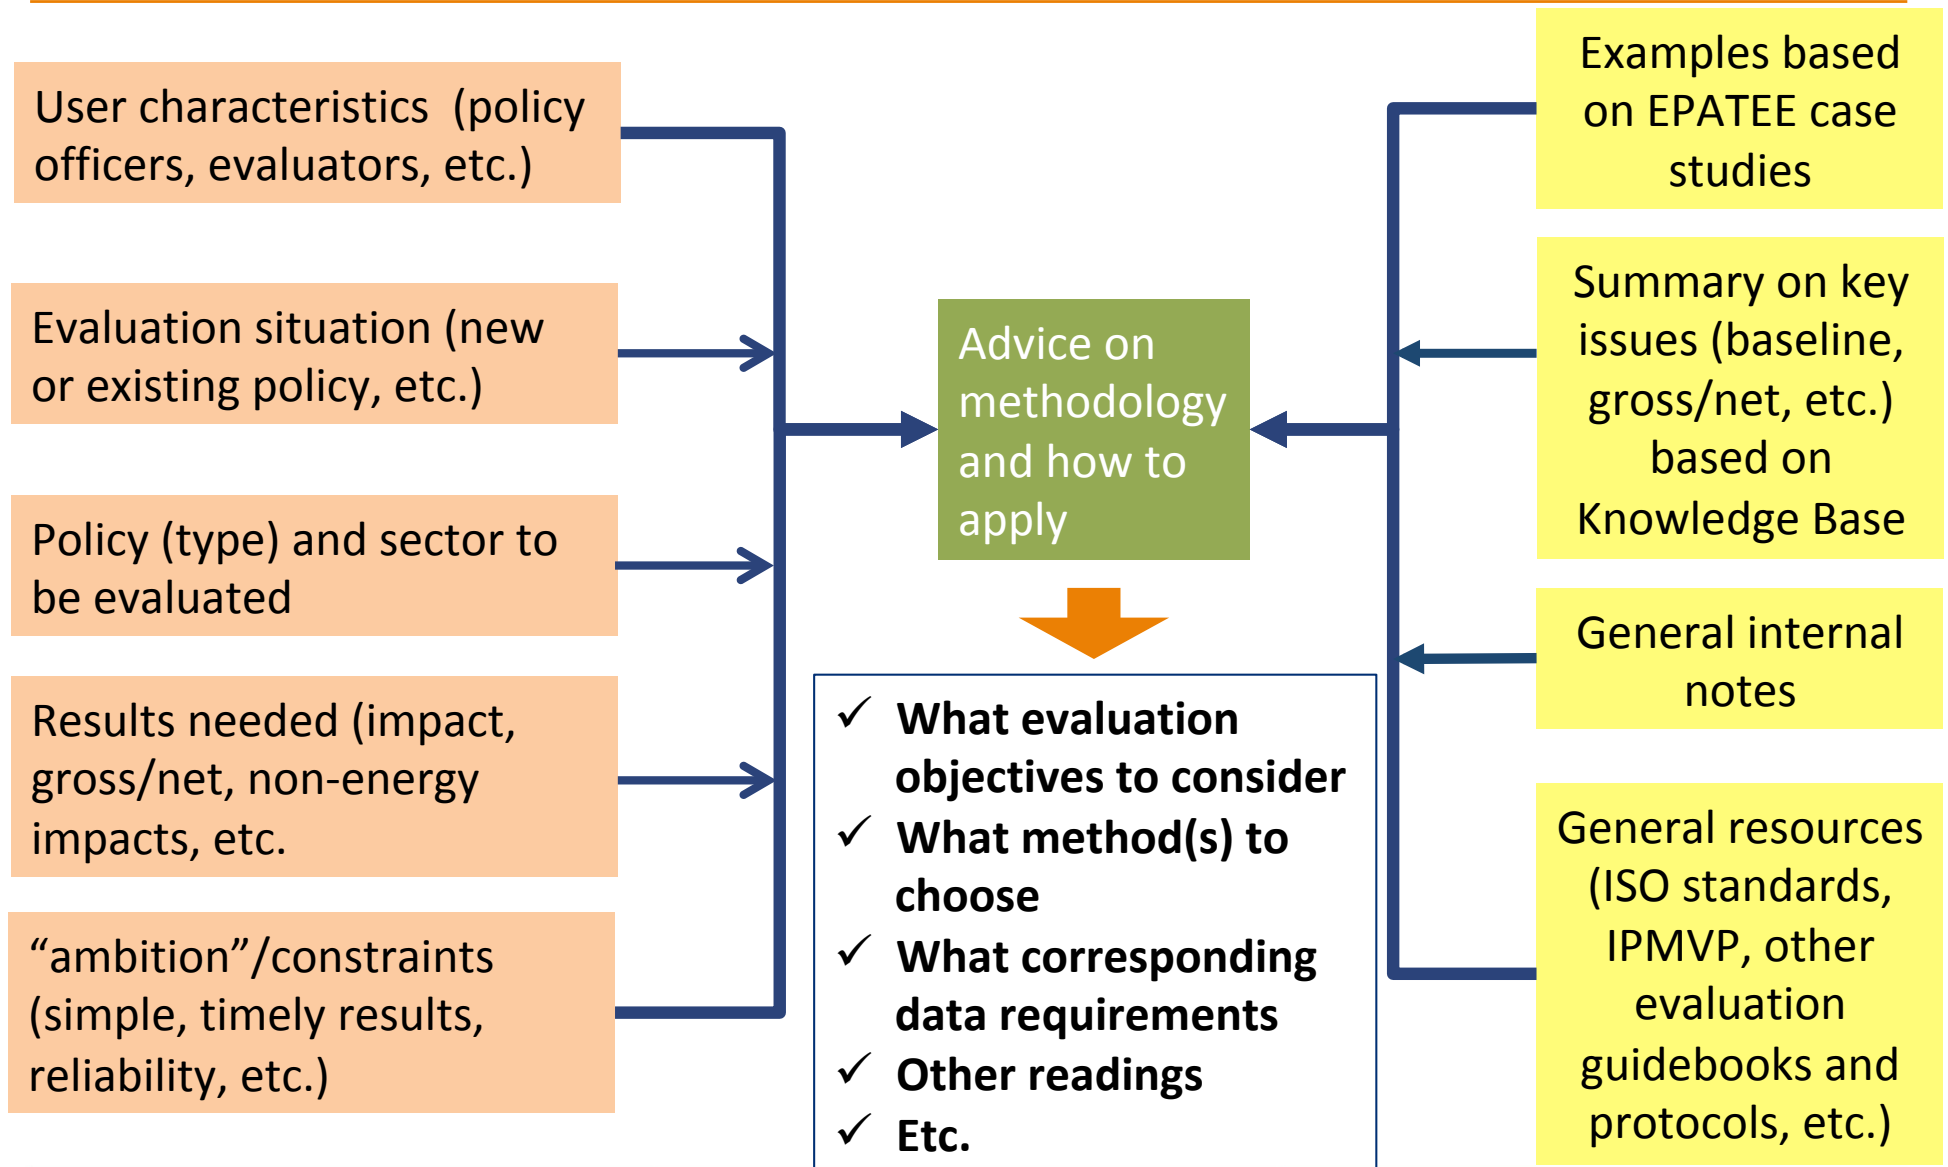 User characteristics (policy
officers, evaluators, etc.)
Evaluation situation (new
or existing policy, etc.)
Policy (type) and sector to
be evaluated
Results needed (impact,
gross/net, non-energy
impacts, etc.
“ambition”/constraints
(simple, timely results,
reliability, etc.)
Advice on
methodology
and how to
apply
✓ What evaluation
objectives to consider
✓ What method(s) to
choose
✓ What corresponding
data requirements
✓ Other readings
✓ Etc.
Examples based
on EPATEE case
studies
Summary on key
issues (baseline,
gross/net, etc.)
based on
Knowledge Base
General internal
notes
General resources
(ISO standards,
IPMVP, other
evaluation
guidebooks and
protocols, etc.)